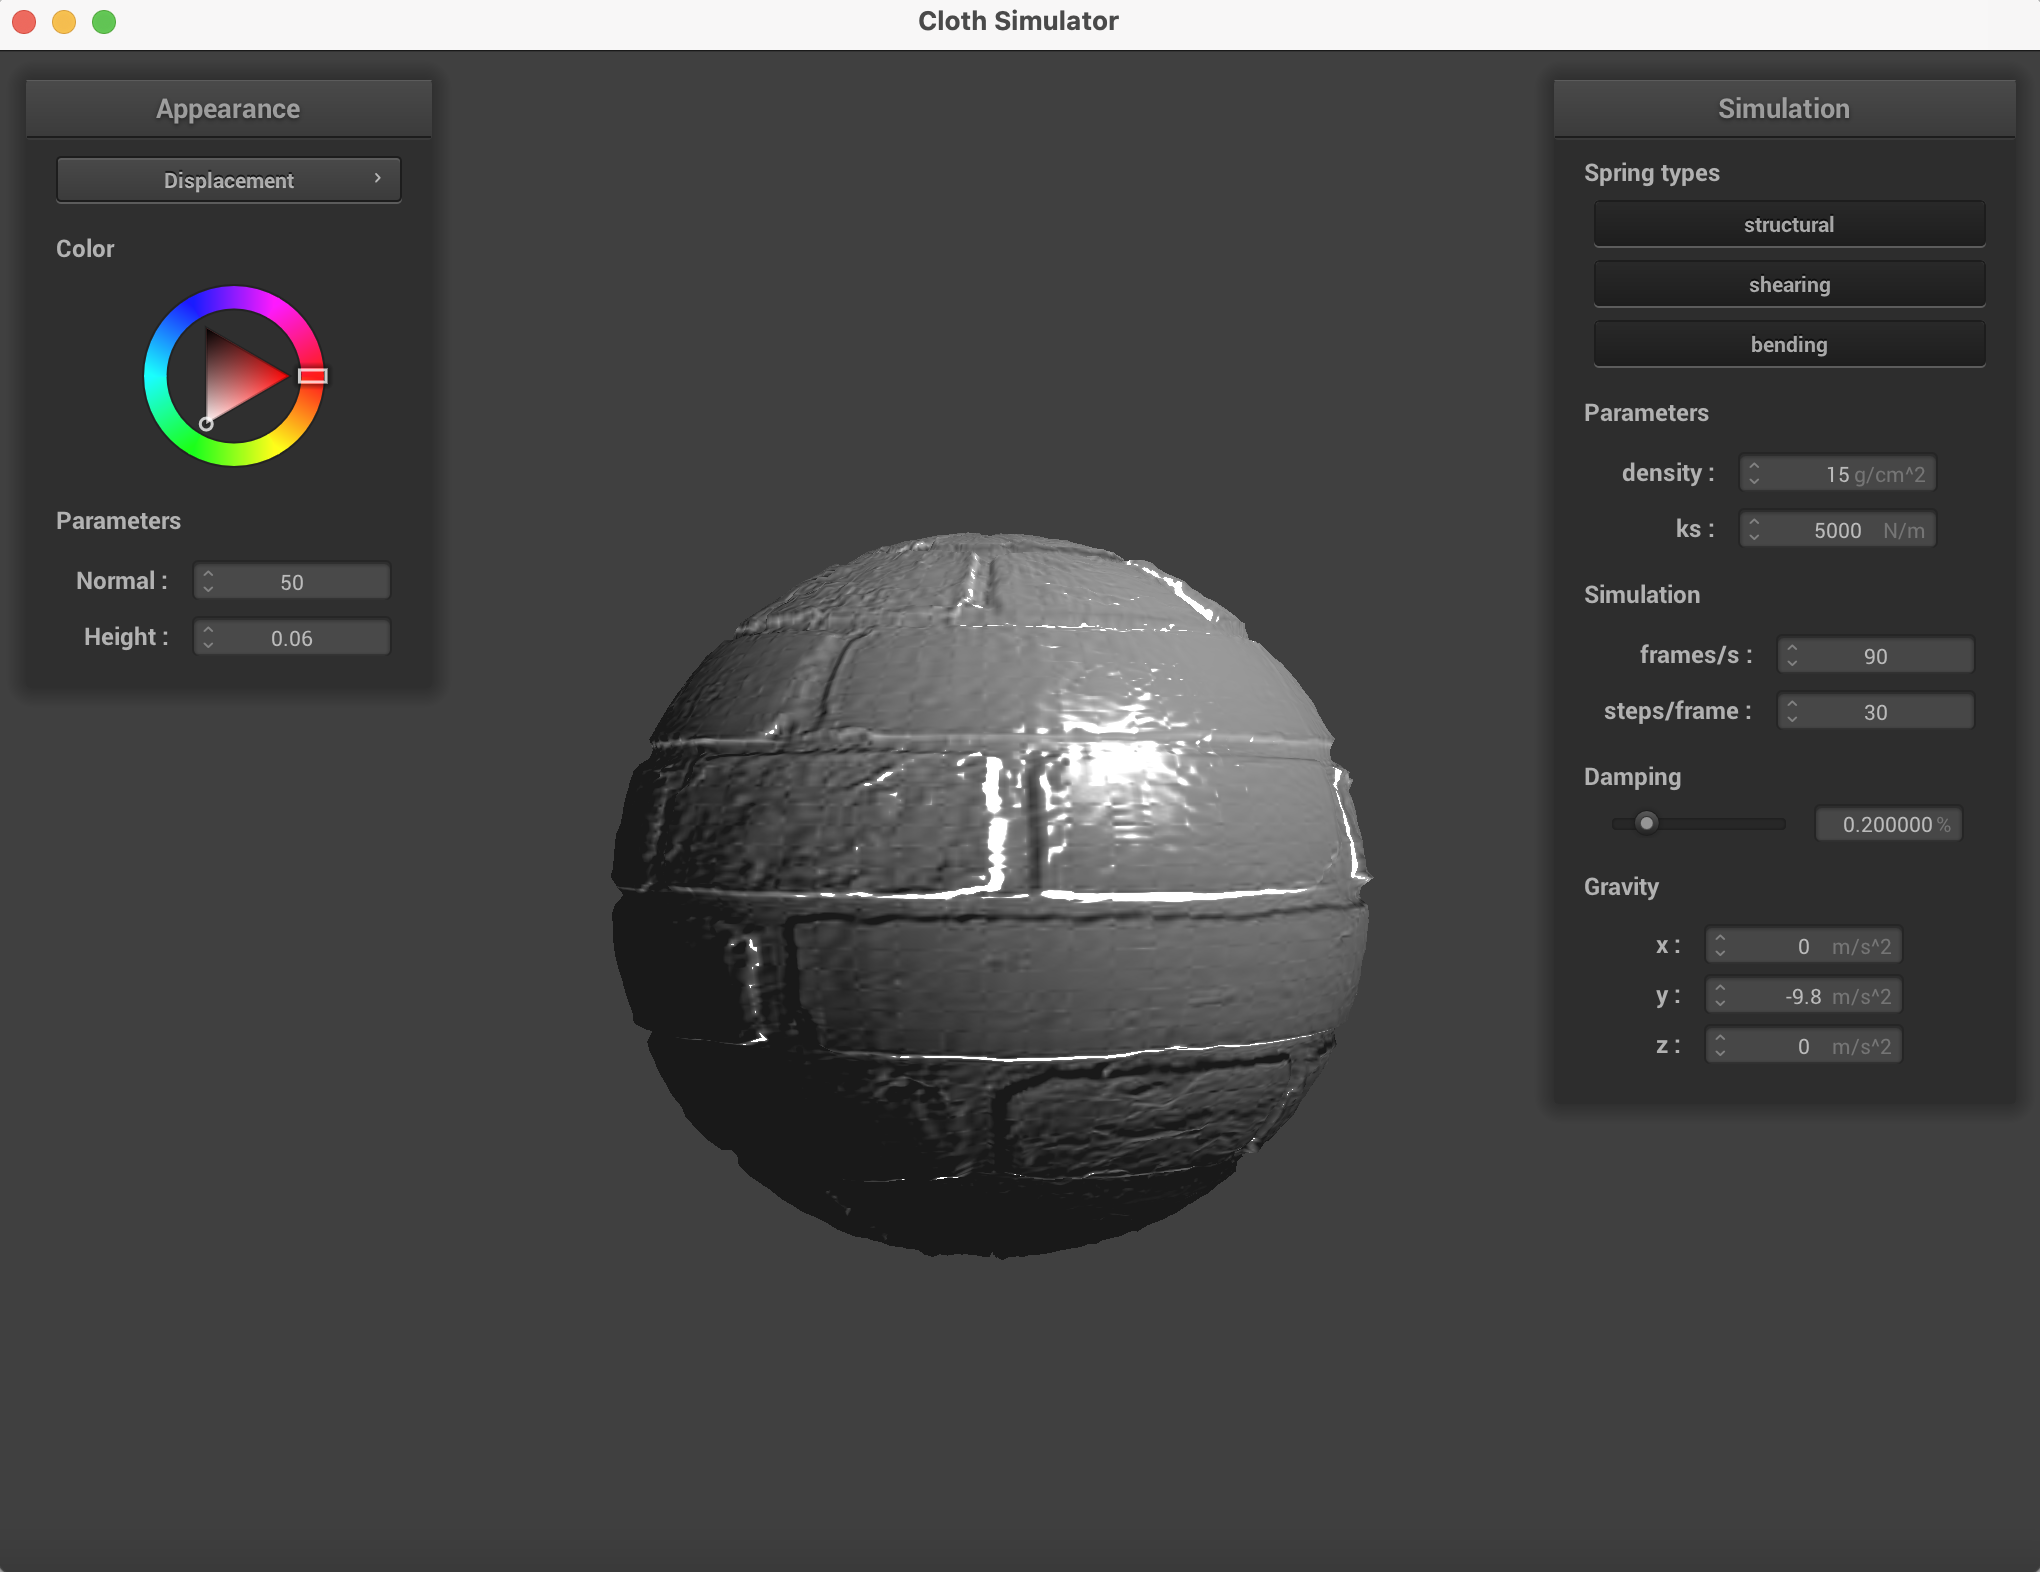 Cloth Simulator
Appearance
Displacement
Color
Parameters
Normal : 50
Height : 0.06
Simulation
Spring types
structural
shearing
bending
Parameters
density : 15 g/cm^2
ks : 5000 N/m
Simulation
frames/s : 90
steps/frame : 30
Damping
0.200000 %
Gravity
x : 0 m/s^2
y : -9.8 m/s^2
z : 0 m/s^2